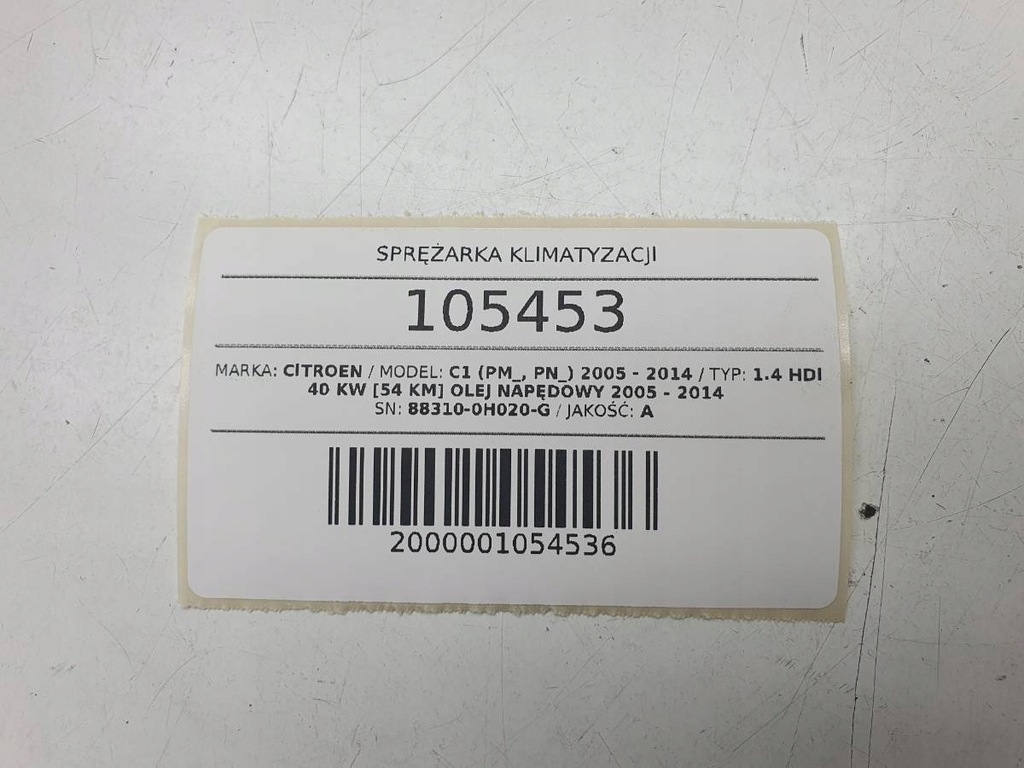 SPRĘŻARKA KLIMATYZACJI
105453
MARKA: CITROEN / MODEL: C1 (PM_, PN_) 2005 - 2014 / TYP: 1.4 HDI
40 KW [54 KM] OLEJ NAPĘDOWY 2005 - 2014
SN: 88310-0H020-G / JAKOŚĆ: A
2000001054536